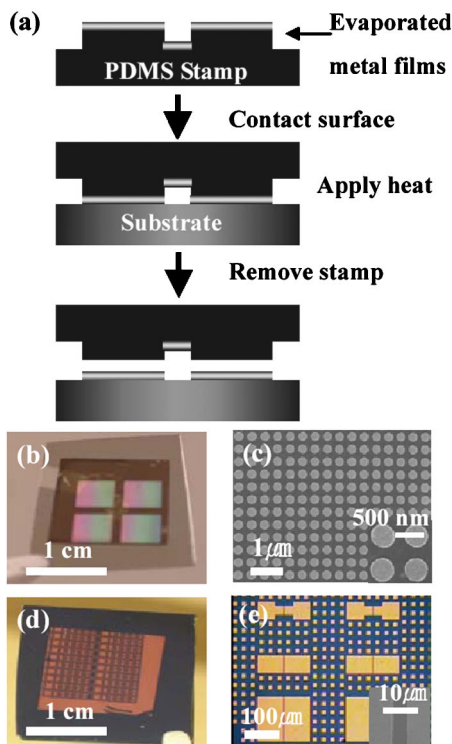 (a)
Evaporated
metal films
PDMS Stamp
Contact surface
Apply heat
Substrate
Remove stamp
(b)
1 cm
(c)
500 nm
1㎛
(d)
1 cm
(e)
10㎛
100㎛